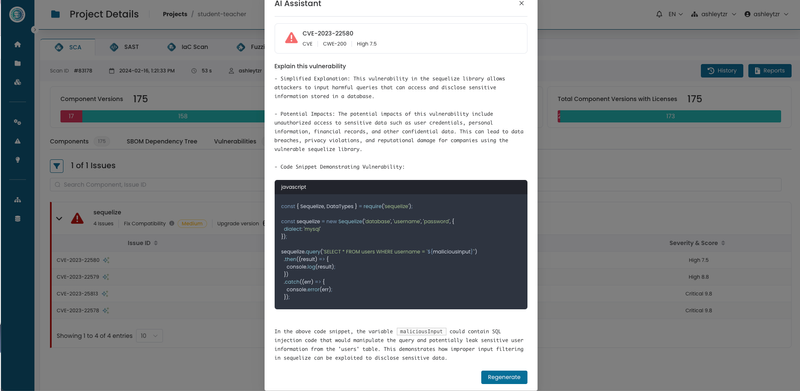 Project Details
Projects / student-teacher
EN
ashleytzr
ashleytzr
SCA
SAST
IaC Scan
Fuzzi
Scan ID #83178
2024-02-16, 1:21:33 PM
53 s
ashleytzr
History
Reports
Component Versions 175
17
158
Total Component Versions with Licenses 175
173
Components 175
SBOM Dependency Tree
Vulnerabilities
1 of 1 Issues
Search Component, Issue ID
sequelize
4 Issues
Fix Compatibility
Upgrade version
Issue ID
Severity & Score
CVE-2023-22580
High 7.5
CVE-2023-22579
High 8.8
CVE-2023-25813
Critical 9.8
CVE-2023-22578
Critical 9.8
Showing 1 to 4 of 4 entries
10
AI Assistant
CVE-2023-22580
CVE
CWE-200
High 7.5
Explain this vulnerability
- Simplified Explanation: This vulnerability in the sequelize library allows
attackers to input harmful queries that can access and disclose sensitive
information stored in a database.
- Potential Impacts: The potential impacts of this vulnerability include
unauthorized access to sensitive data such as user credentials, personal
information, financial records, and other confidential data. This can lead to data
breaches, privacy violations, and reputational damage for companies using the
vulnerable sequelize library.
- Code Snippet Demonstrating Vulnerability:
javascript
const { Sequelize, DataTypes } = require('sequelize');
const sequelize = new Sequelize('database', 'username', 'password', {
dialect: 'mysql'
});
sequelize.query(`SELECT * FROM users WHERE username = '${maliciousInput}'`)
.then((result) => {
console.log(result);
})
.catch((err) => {
console.error(err);
});
In the above code snippet, the variable maliciousInput could contain SQL
injection code that would manipulate the query and potentially leak sensitive user
information from the 'users' table. This demonstrates how improper input filtering
in sequelize can be exploited to disclose sensitive data.
Regenerate